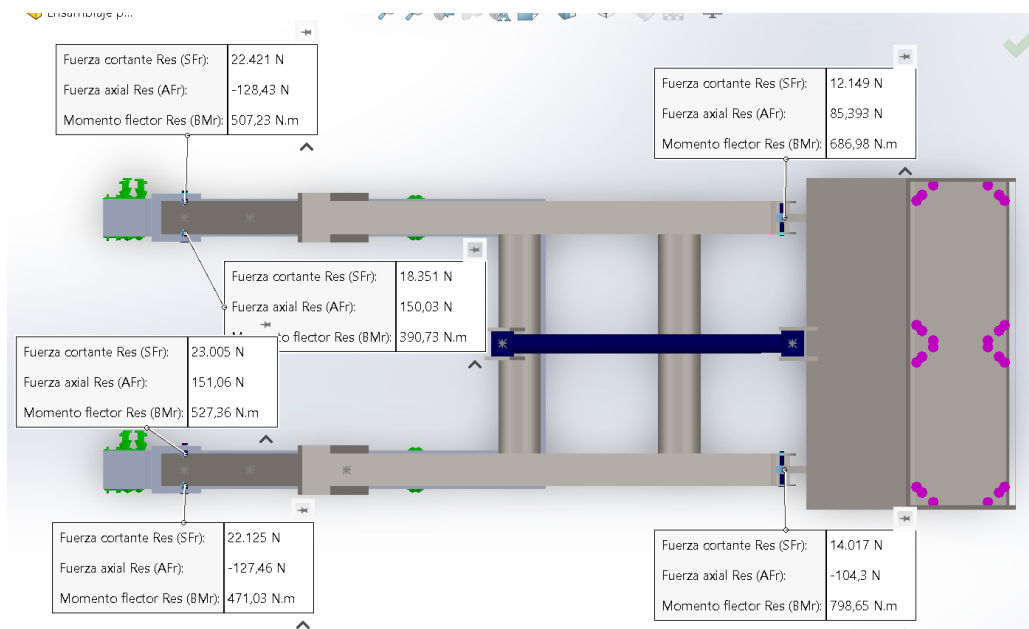 Ensamblaje p...
Fuerza cortante Res (SFr): 22.421 N
Fuerza axial Res (AFr): -128,43 N
Momento flector Res (BMr): 507,23 N.m
Fuerza cortante Res (SFr): 12.149 N
Fuerza axial Res (AFr): 85,393 N
Momento flector Res (BMr): 686,98 N.m
Fuerza cortante Res (SFr): 18.351 N
Fuerza axial Res (AFr): 150,03 N
to flector Res (BMr): 390,73 N.m
Fuerza cortante Res (SFr): 23.005 N
Fuerza axial Res (AFr): 151,06 N
Momento flector Res (BMr): 527,36 N.m
Fuerza cortante Res (SFr): 22.125 N
Fuerza axial Res (AFr): -127,46 N
Momento flector Res (BMr): 471,03 N.m
Fuerza cortante Res (SFr): 14.017 N
Fuerza axial Res (AFr): -104,3 N
Momento flector Res (BMr): 798,65 N.m